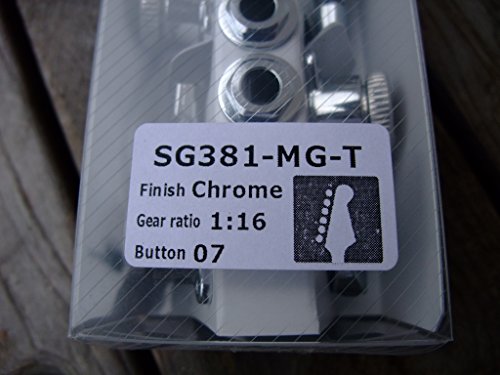 SG381-MG-T
Finish Chrome
Gear ratio 1:16
Button 07